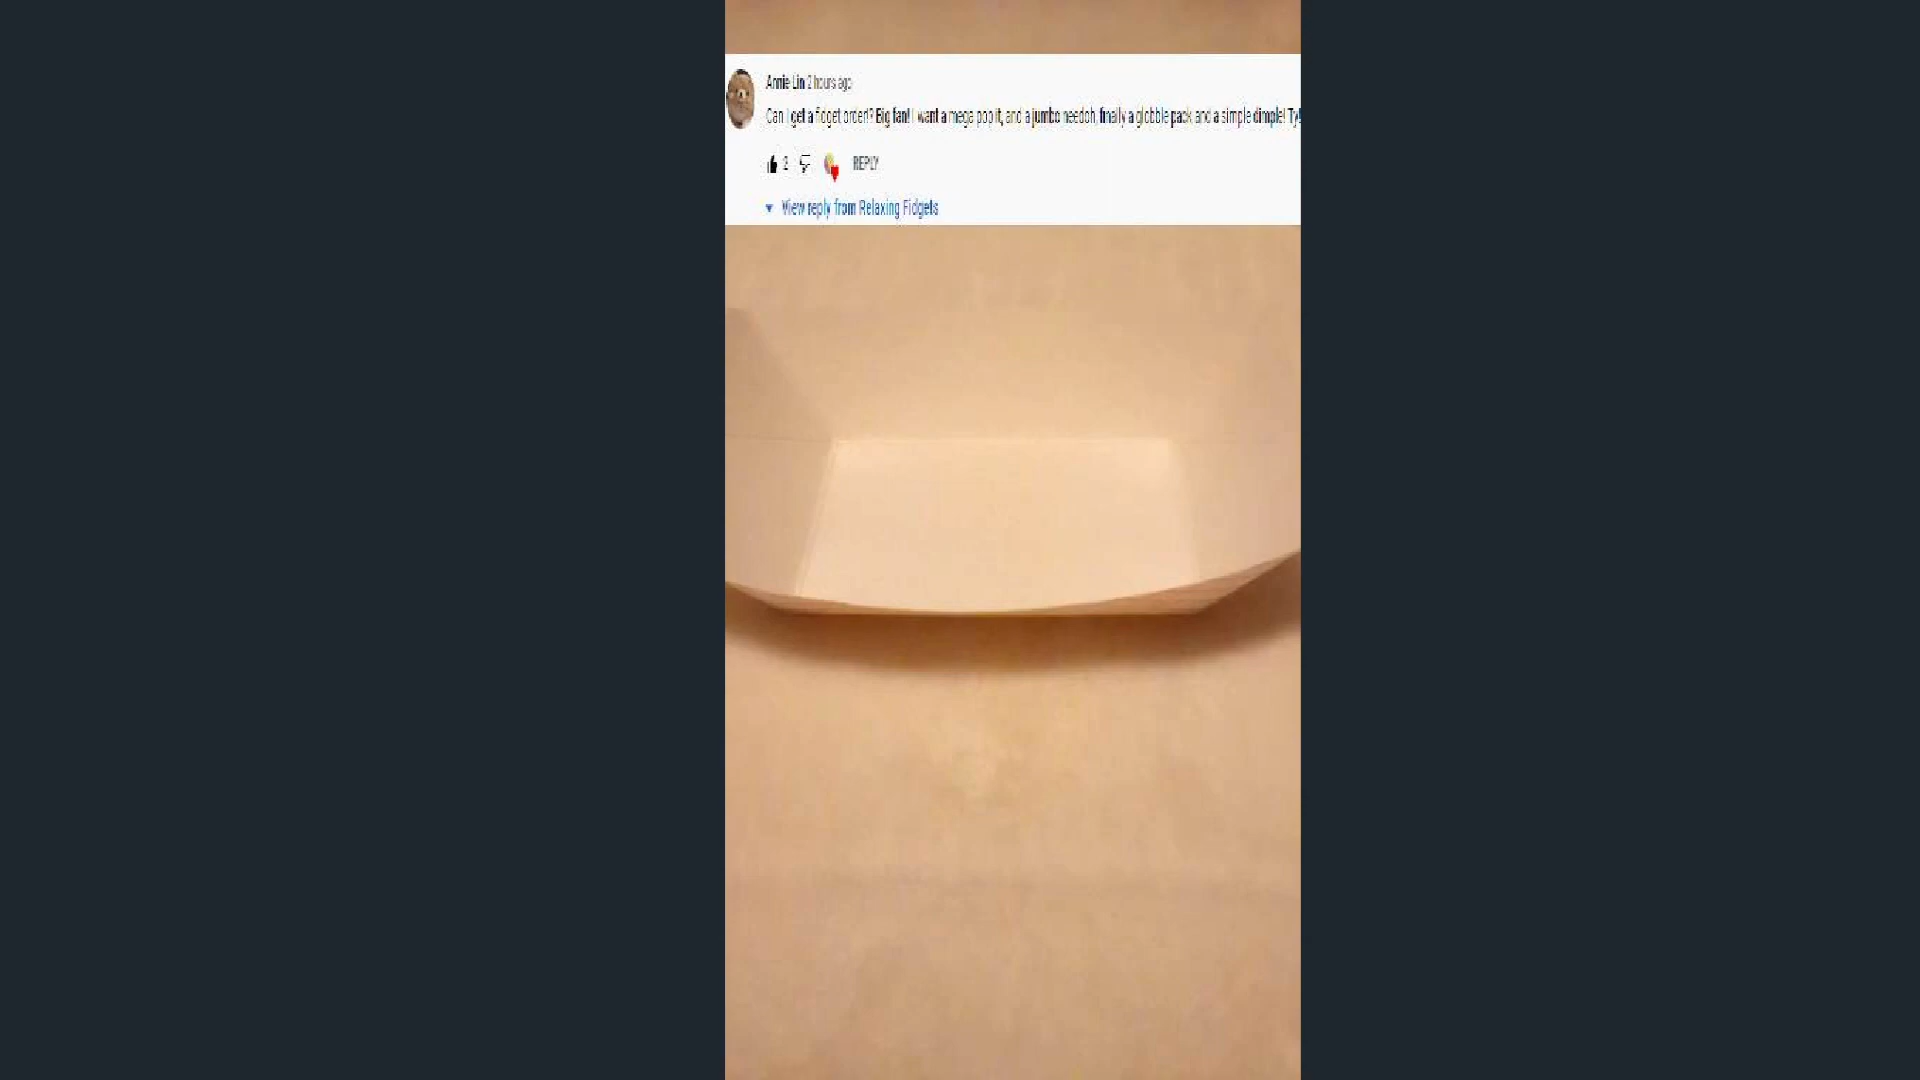 Annie Lin 2 hours ago
Can I get a fidget order!? Big fan! I want a mega pop it, and a jumbo needoh, finally a globble pack and a simple dimple! Ty!
2 REPLY
View reply from Relaxing Fidgets